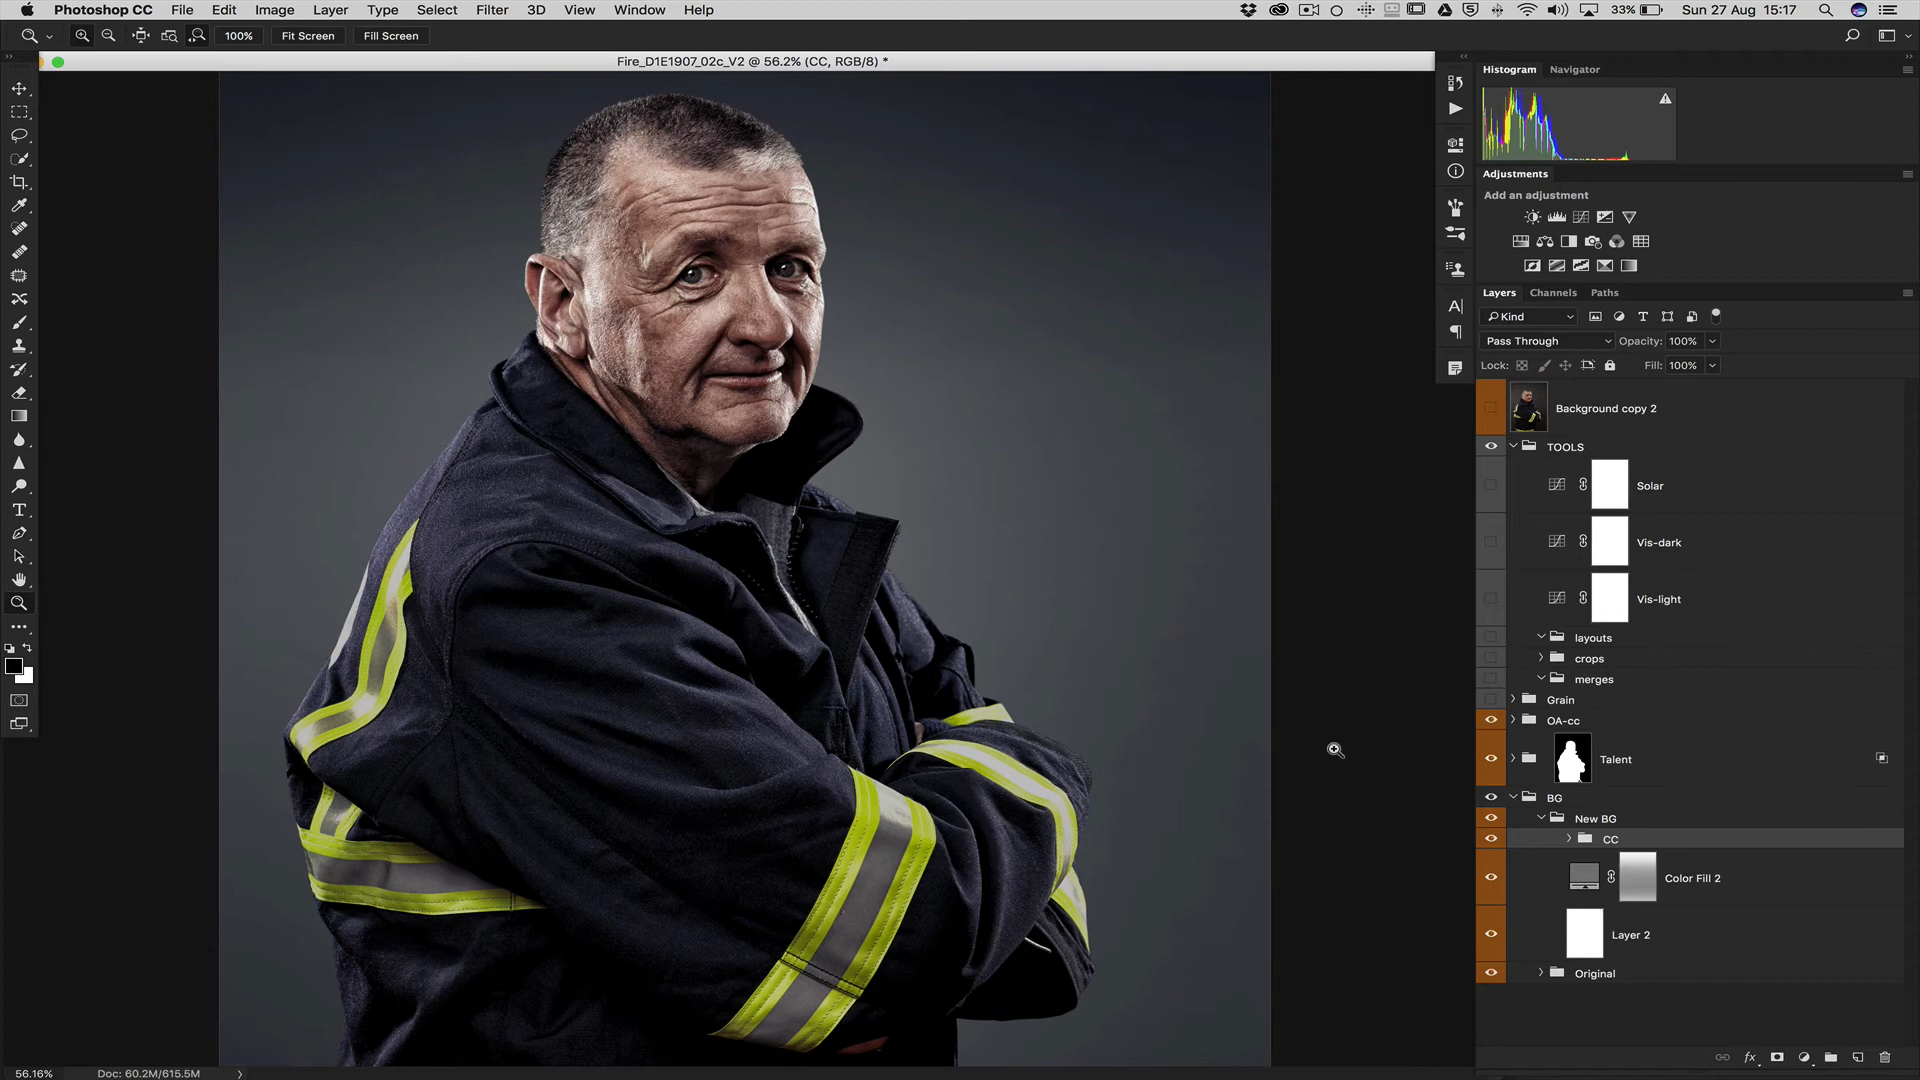 Photoshop CC File Edit Image Layer Type Select Filter 3D View Window Help 33% Sun 27 Aug 15:17
100% Fit Screen Fill Screen
Fire_D1E1907_02c_V2 @ 56.2% (CC, RGB/8) *
Histogram Navigator
Adjustments
Add an adjustment
Layers Channels Paths
Kind
Pass Through Opacity: 100%
Lock: Fill: 100%
Background copy 2
TOOLS
Solar
Vis-dark
Vis-light
layouts
crops
merges
Grain
OA-cc
Talent
BG
New BG
CC
Color Fill 2
Layer 2
Original
56.16% Doc: 60.2M/615.5M